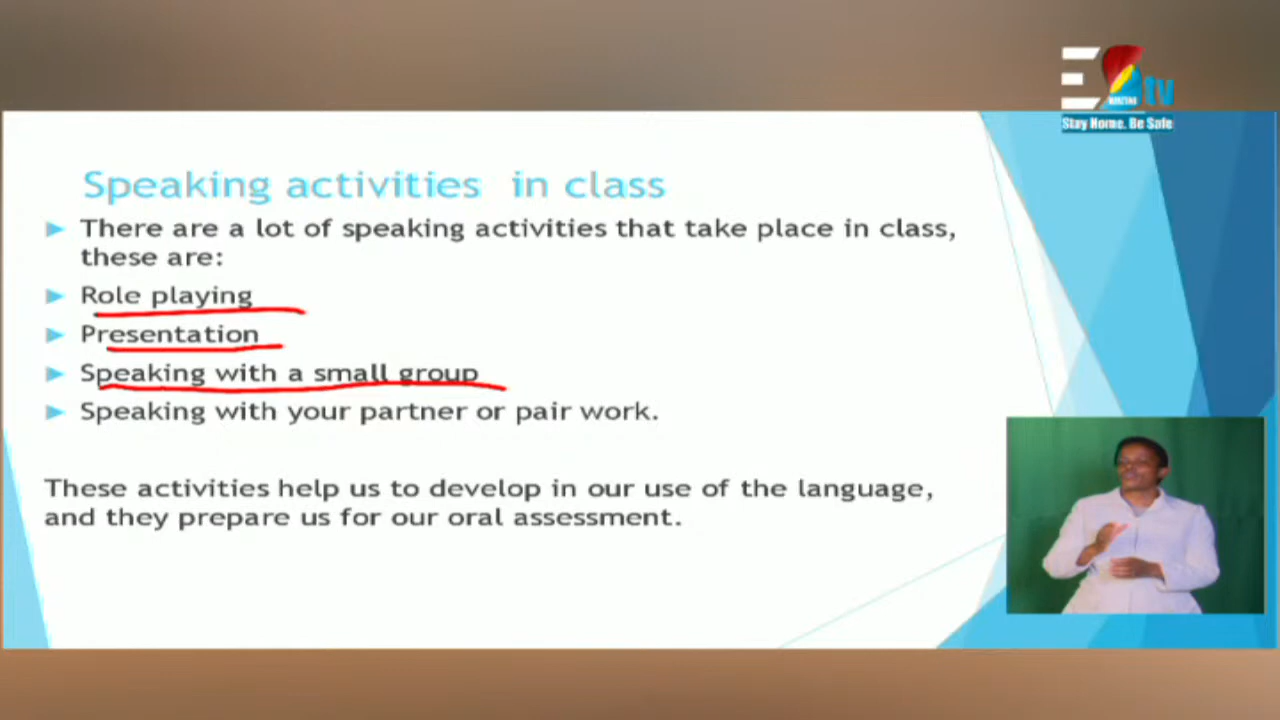 Stay Home. Be Safe
Speaking activities in class
There are a lot of speaking activities that take place in class,
these are:
Role playing
Presentation
Speaking with a small group
Speaking with your partner or pair work.
These activities help us to develop in our use of the language,
and they prepare us for our oral assessment.